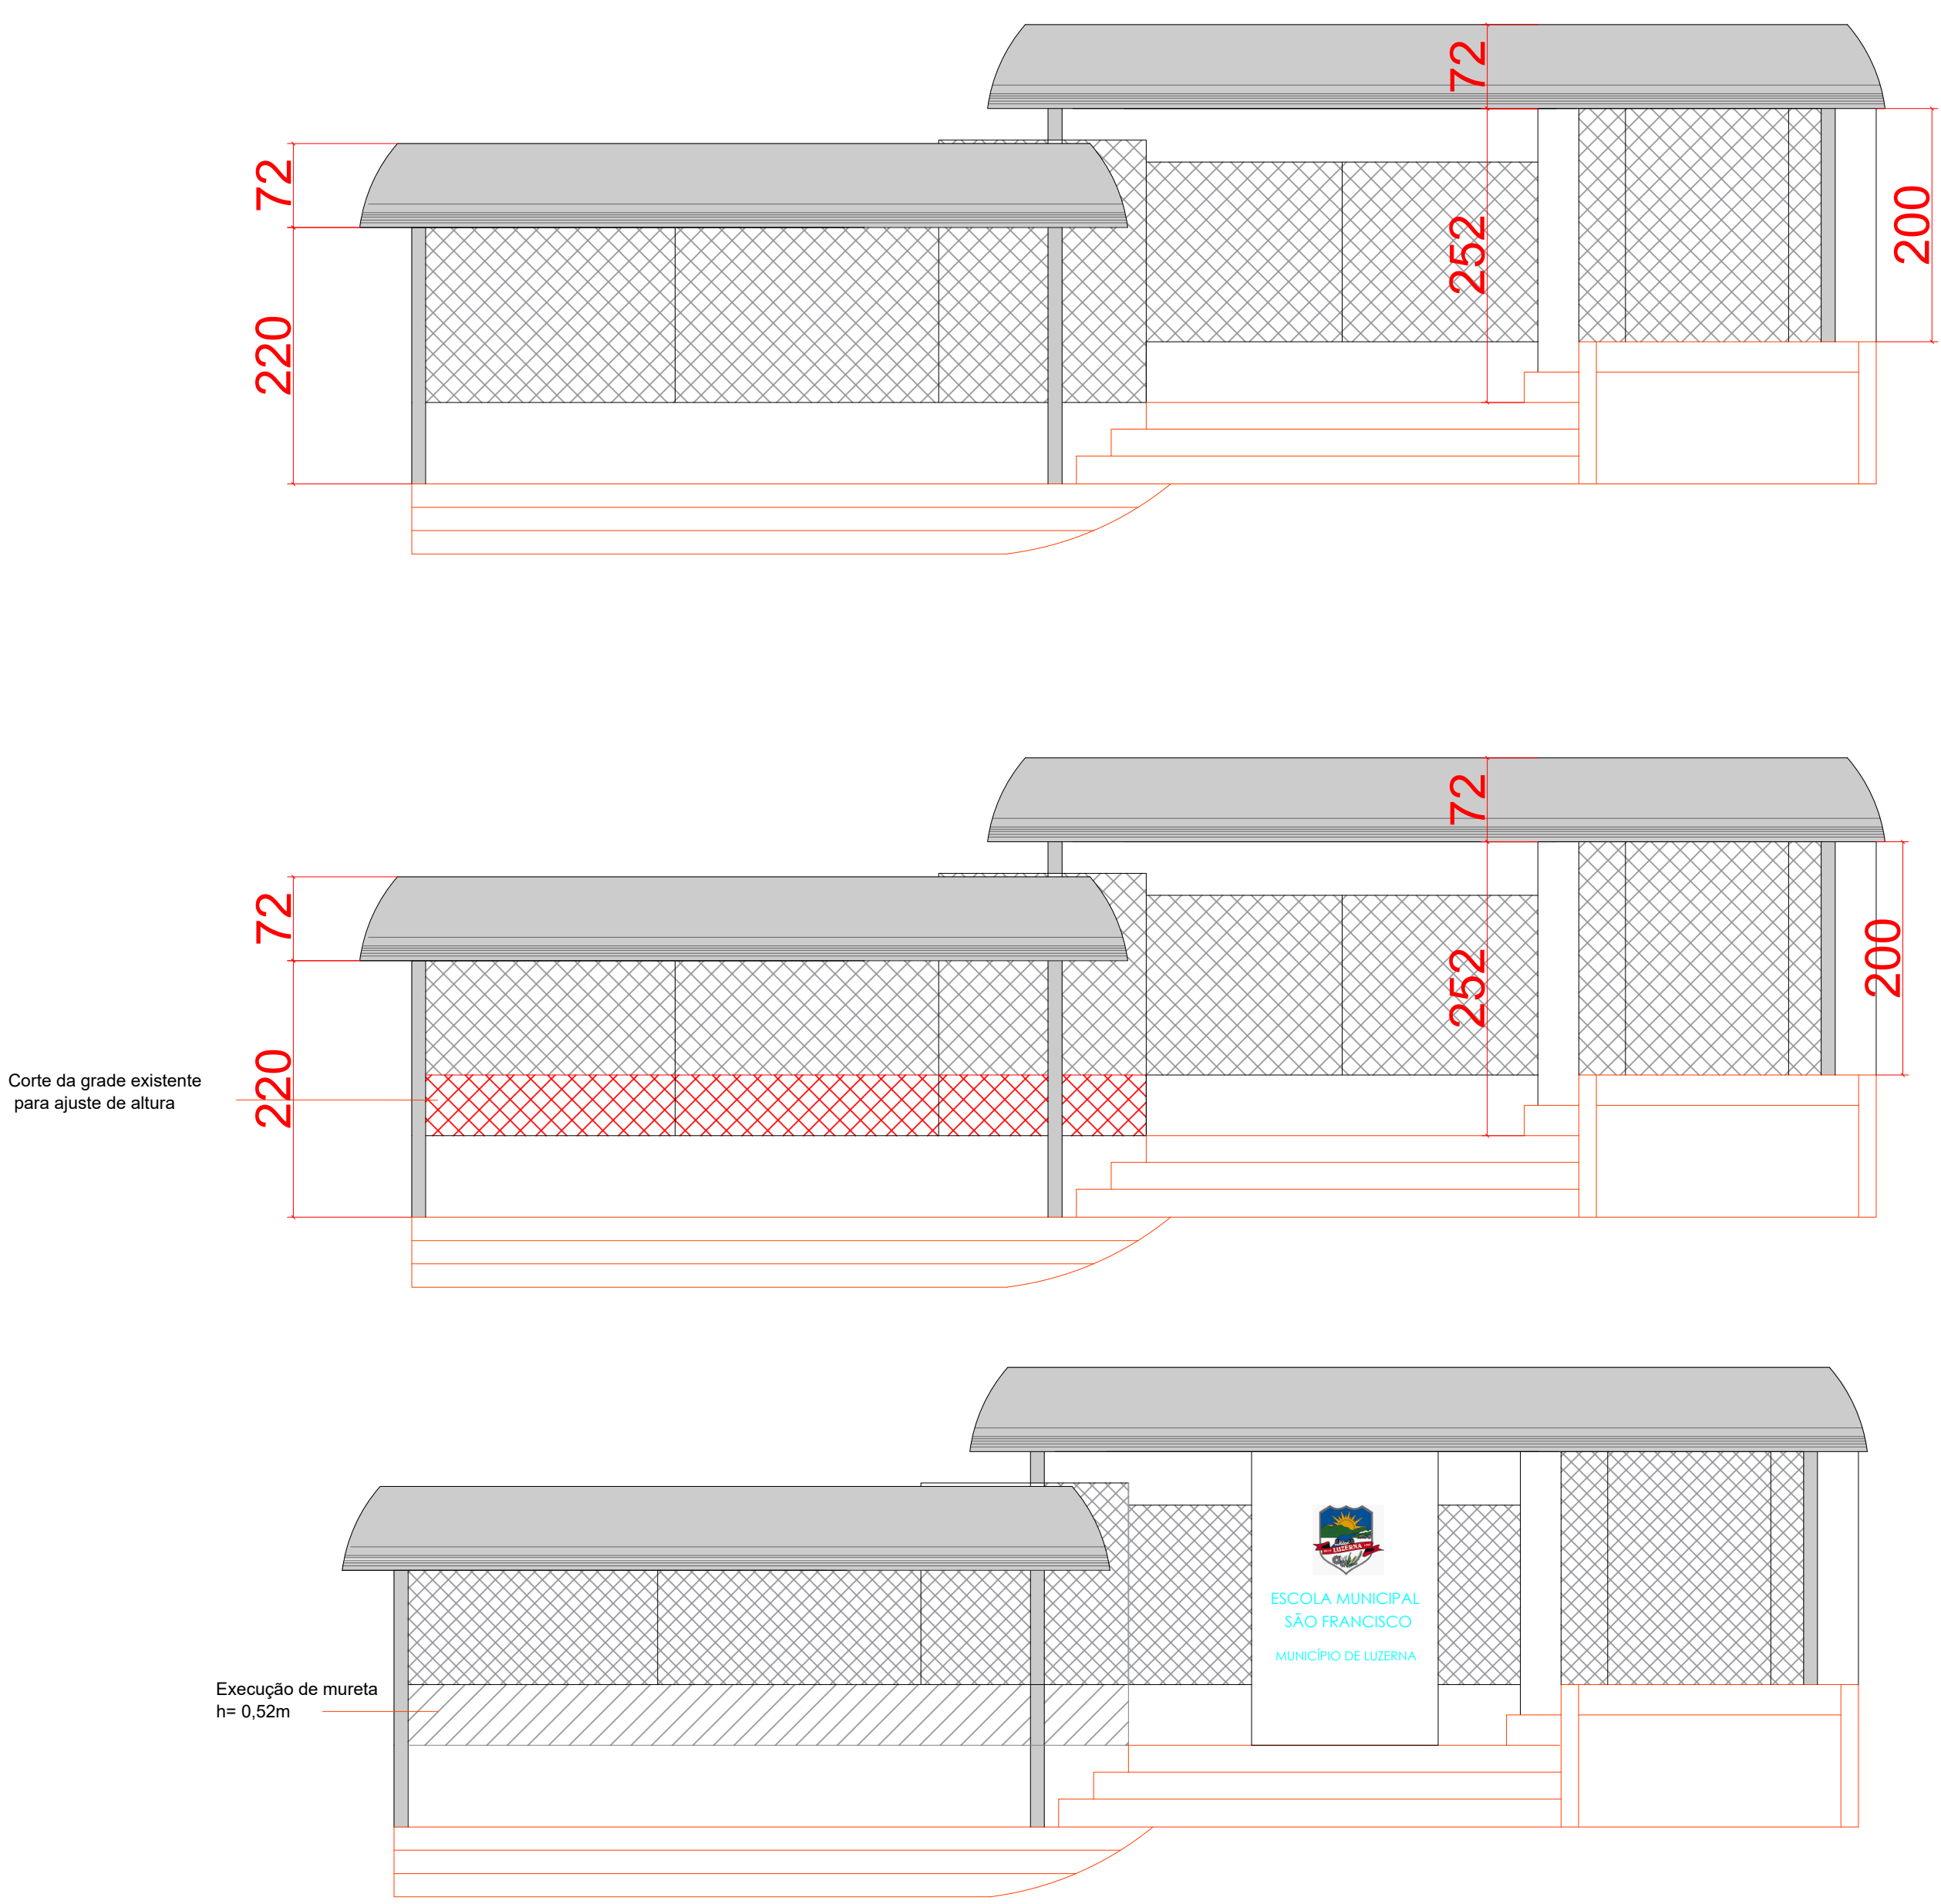 72
72
252
200
220
72
72
252
200
220
Corte da grade existente
para ajuste de altura
LUZERNA
ESCOLA MUNICIPAL
SÃO FRANCISCO
MUNICÍPIO DE LUZERNA
Execução de mureta
h= 0,52m